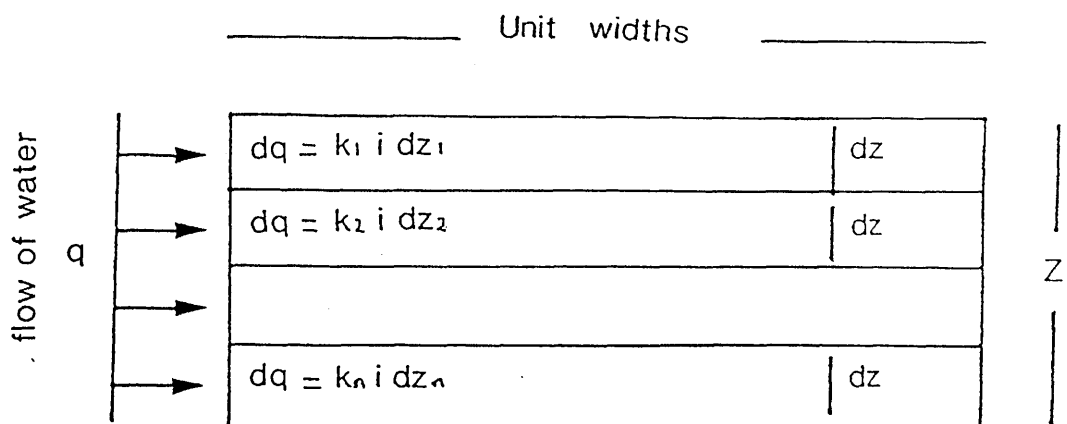 Unit widths
flow of water
q
dq = k₁ i dz₁
dz
dq = k₂ i dz₂
dz
Z
dq = kₙ i dzₙ
dz